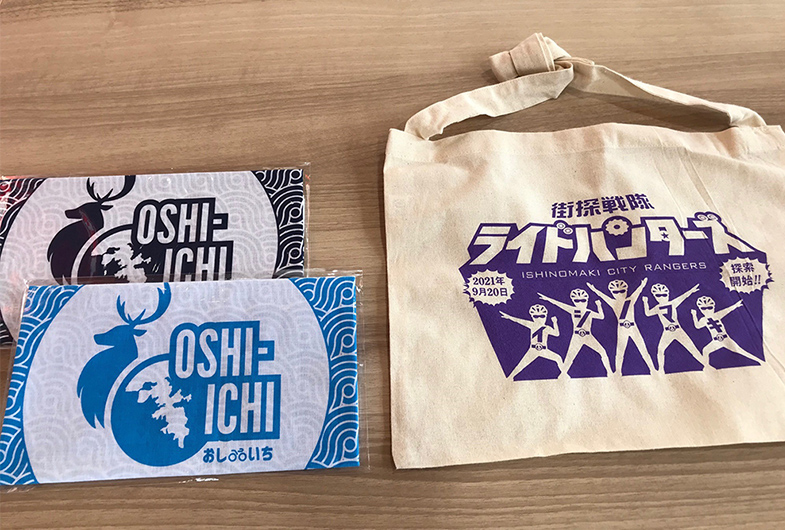 OSHI-
ICHI
OSHI-
ICHI
おしいち
街探戦隊
ライドハンターズ
ISHINOMAKI CITY RANGERS
2021年
9月20日
探索
開始!!